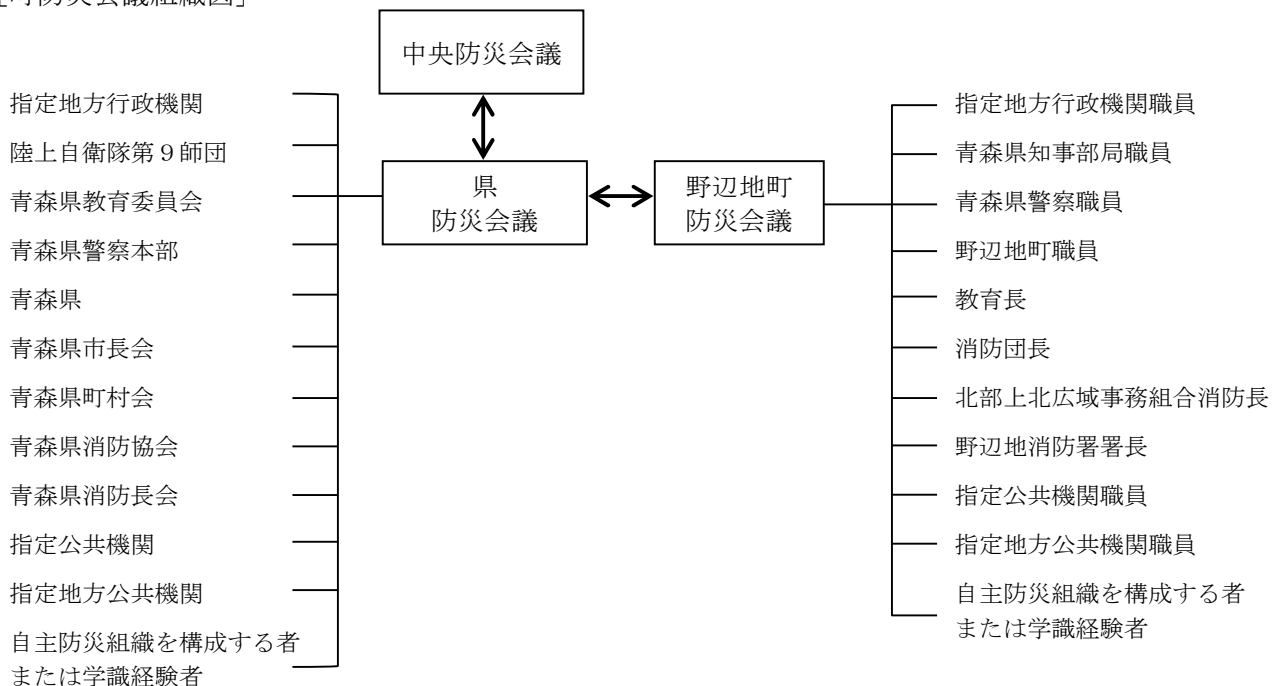 [町防災会議組織図]
中央防災会議
県
防災会議
野辺地町
防災会議
指定地方行政機関
陸上自衛隊第９師団
青森県教育委員会
青森県警察本部
青森県
青森県市長会
青森県町村会
青森県消防協会
青森県消防長会
指定公共機関
指定地方公共機関
自主防災組織を構成する者
または学識経験者
指定地方行政機関職員
青森県知事部局職員
青森県警察職員
野辺地町職員
教育長
消防団長
北部上北広域事務組合消防長
野辺地消防署署長
指定公共機関職員
指定地方公共機関職員
自主防災組織を構成する者
または学識経験者